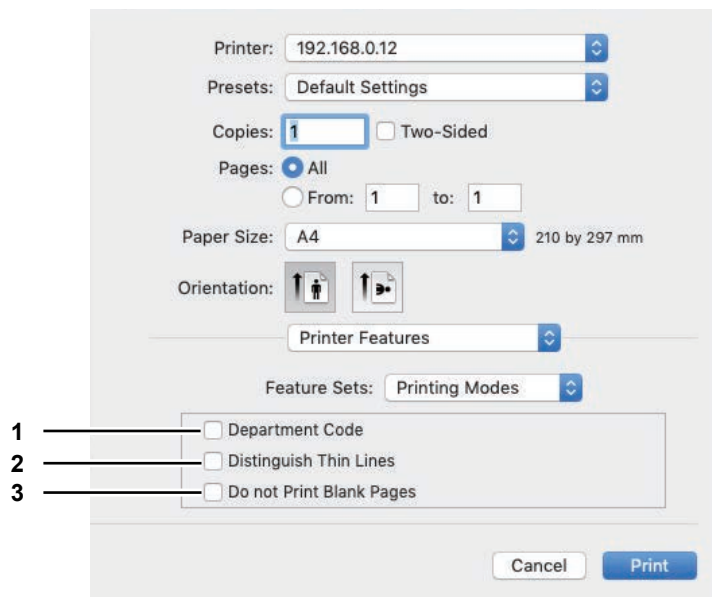 Printer: 192.168.0.12
Presets: Default Settings
Copies: 1 Two-Sided
Pages: All
From: 1 to: 1
Paper Size: A4 210 by 297 mm
Orientation:
Printer Features
Feature Sets: Printing Modes
1 Department Code
2 Distinguish Thin Lines
3 Do not Print Blank Pages
Cancel Print